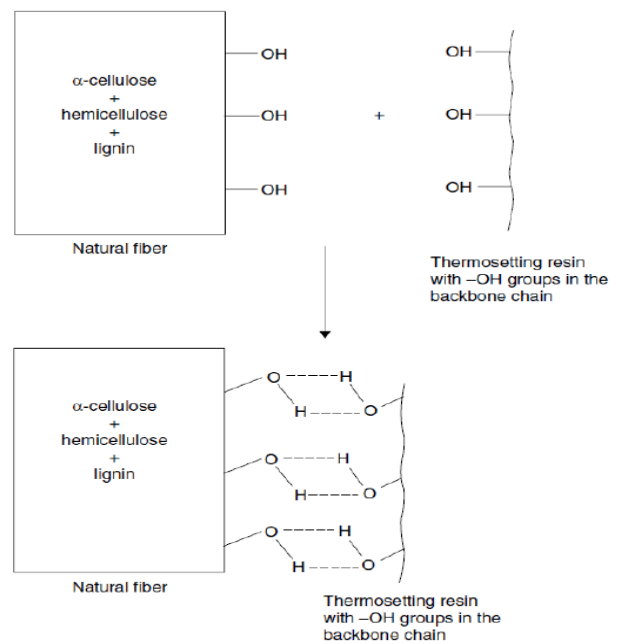 α-cellulose
+
hemicellulose
+
lignin
OH
OH
OH
+
OH
OH
OH
Natural fiber
Thermosetting resin
with –OH groups in the
backbone chain
α-cellulose
+
hemicellulose
+
lignin
O H
H O
O H
H O
O H
H O
Natural fiber
Thermosetting resin
with –OH groups in the
backbone chain